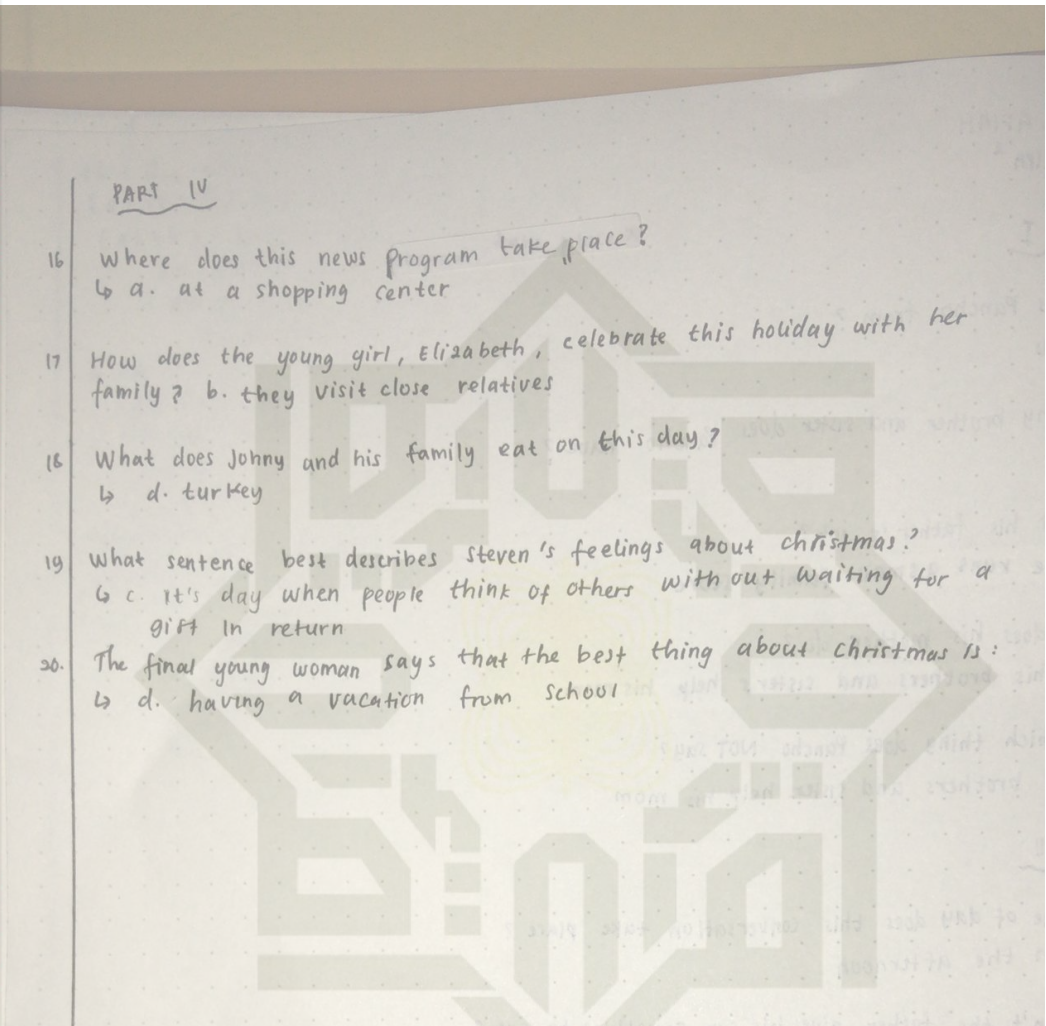 PART IV
16 Where does this news program take place?
↳ a. at a shopping center
17 How does the young girl, Elizabeth, celebrate this holiday with her
family? b. they visit close relatives
18 What does Johny and his family eat on this day?
↳ d. turkey
19 What sentence best describes Steven's feelings about christmas?
↳ c. It's day when people think of others with out waiting for a
gift In return
20. The final young woman says that the best thing about christmas is:
↳ d. having a vacation from school